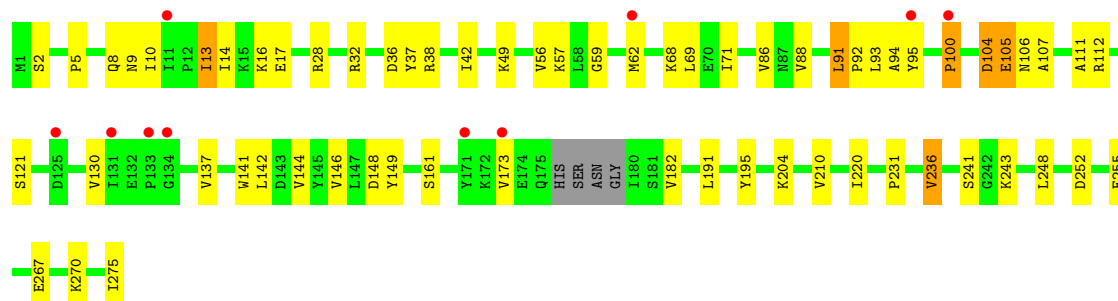 M1 S2 P5 Q8 N9 I10 I11 P12 I13 I14 K15 K16 E17 R28 R32 D36 Y37 R38 I42 K49 V56 K57 L58 G59 M62 K68 L69 E70 I71 V86 N87 V88 L91 P92 L93 A94 Y95 P100 D104 E105 N106 A107 A111 R112
S121 D125 V130 I131 E132 P133 G134 V137 W141 L142 D143 V144 Y145 V146 L147 D148 Y149 S161 Y171 K172 V173 E174 Q175 HIS SER ASN GLY I180 S181 V182 L191 Y195 K204 V210 I220 P231 V236 S241 G242 K243 L248 D252
E267 K270 I275